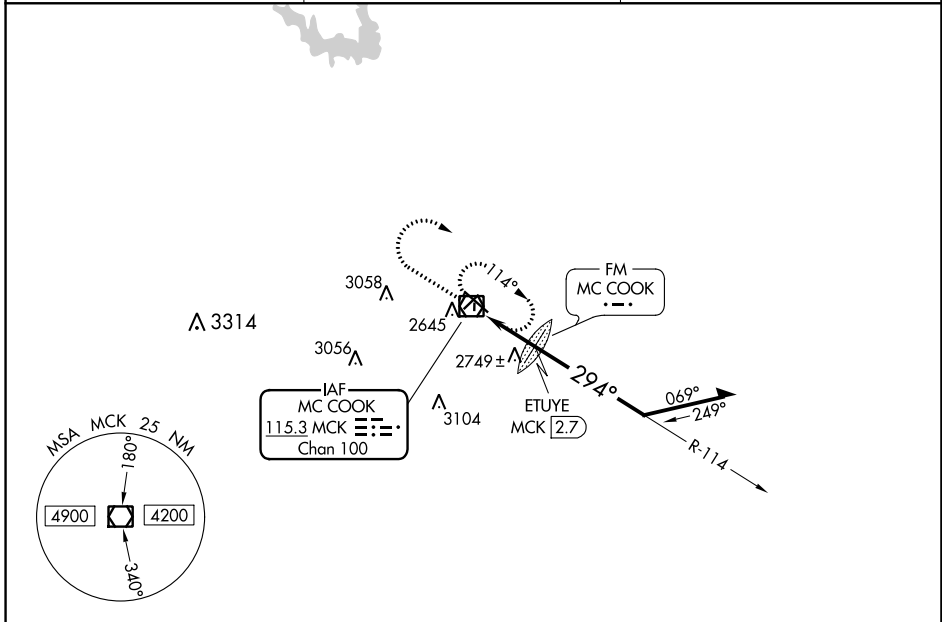 3058
114°
FM
MC COOK
· — ·
2645
3314
3056
2749 ±
294°
IAF
MC COOK
115.3 MCK
Chan 100
3104
ETUYE
MCK 2.7
069°
249°
R-114
MSA MCK 25 NM
180°
4900
4200
340°